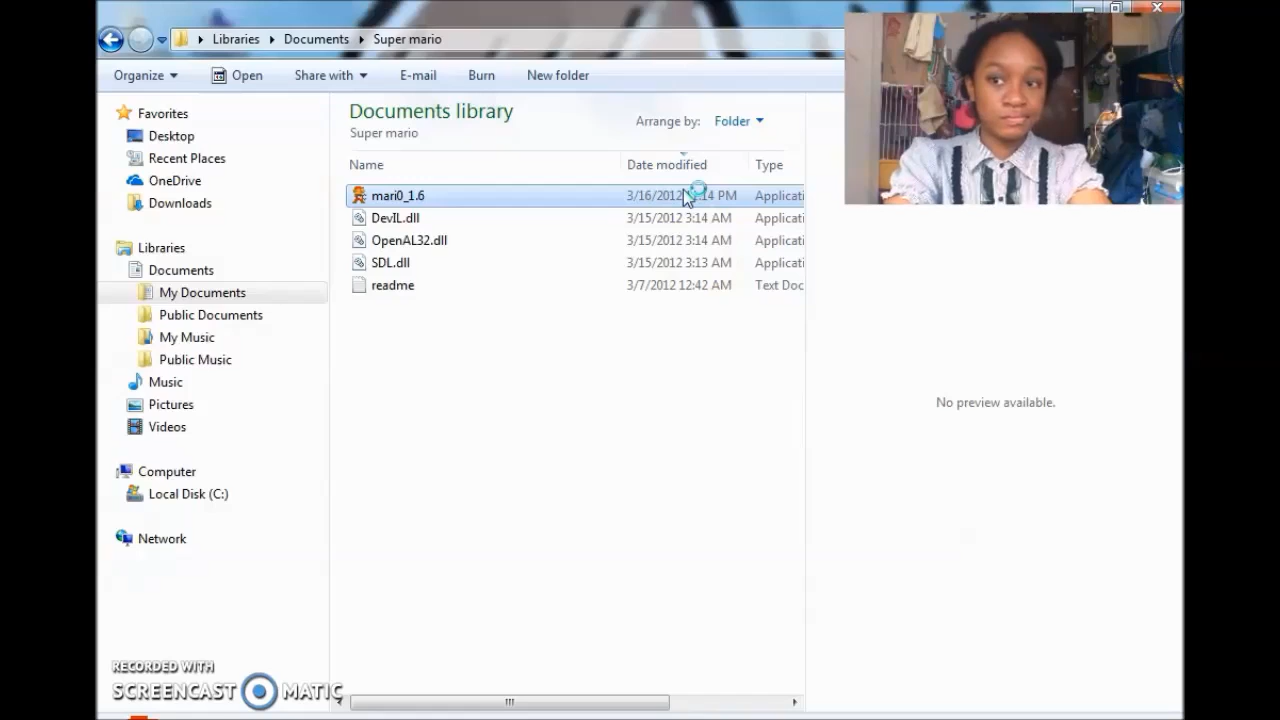 Libraries Documents Super mario
Organize Open Share with E-mail Burn New folder
Favorites
Desktop
Recent Places
OneDrive
Downloads
Libraries
Documents
My Documents
Public Documents
My Music
Public Music
Music
Pictures
Videos
Computer
Local Disk (C:)
Network
Documents library
Super mario
Arrange by: Folder
Name Date modified Type
mari0_1.6 3/16/2012 :14 PM Applicati
DevIL.dll 3/15/2012 3:14 AM Applicati
OpenAL32.dll 3/15/2012 3:14 AM Applicati
SDL.dll 3/15/2012 3:13 AM Applicati
readme 3/7/2012 12:42 AM Text Doc
No preview available.
RECORDED WITH
SCREENCAST MATIC